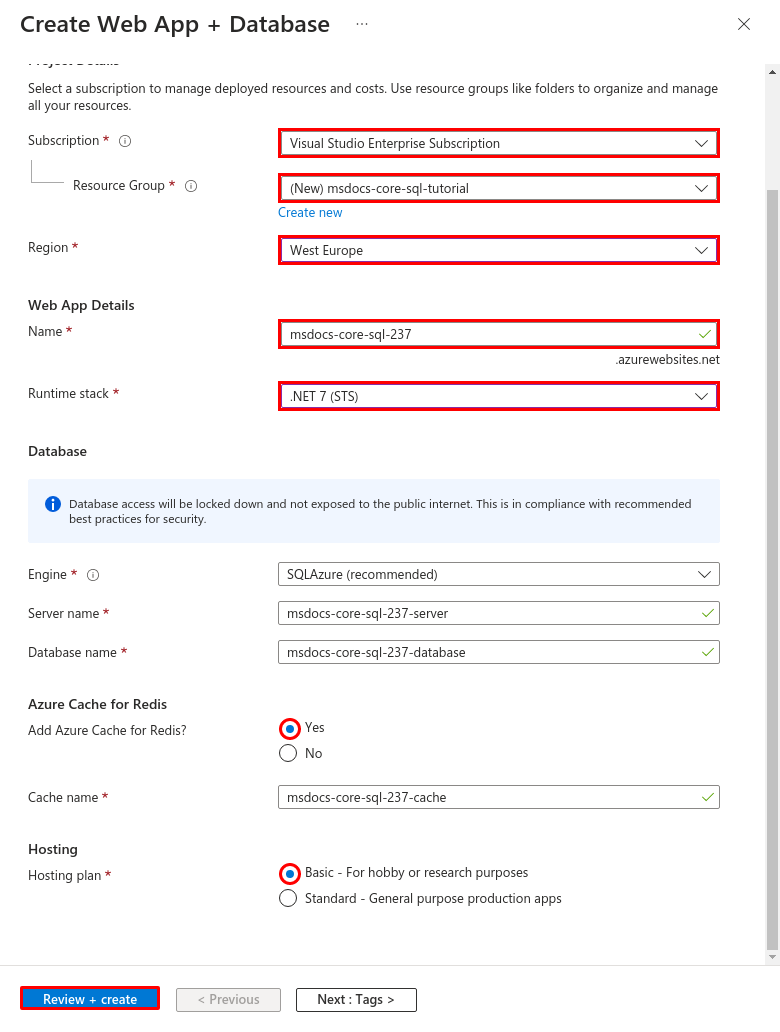 Create Web App + Database ...
Project Details
Select a subscription to manage deployed resources and costs. Use resource groups like folders to organize and manage
all your resources.
Subscription *
Visual Studio Enterprise Subscription
Resource Group *
(New) msdocs-core-sql-tutorial
Create new
Region *
West Europe
Web App Details
Name *
msdocs-core-sql-237
.azurewebsites.net
Runtime stack *
.NET 7 (STS)
Database
Database access will be locked down and not exposed to the public internet. This is in compliance with recommended
best practices for security.
Engine *
SQLAzure (recommended)
Server name *
msdocs-core-sql-237-server
Database name *
msdocs-core-sql-237-database
Azure Cache for Redis
Add Azure Cache for Redis?
Yes
No
Cache name *
msdocs-core-sql-237-cache
Hosting
Hosting plan *
Basic - For hobby or research purposes
Standard - General purpose production apps
Review + create
< Previous
Next : Tags >